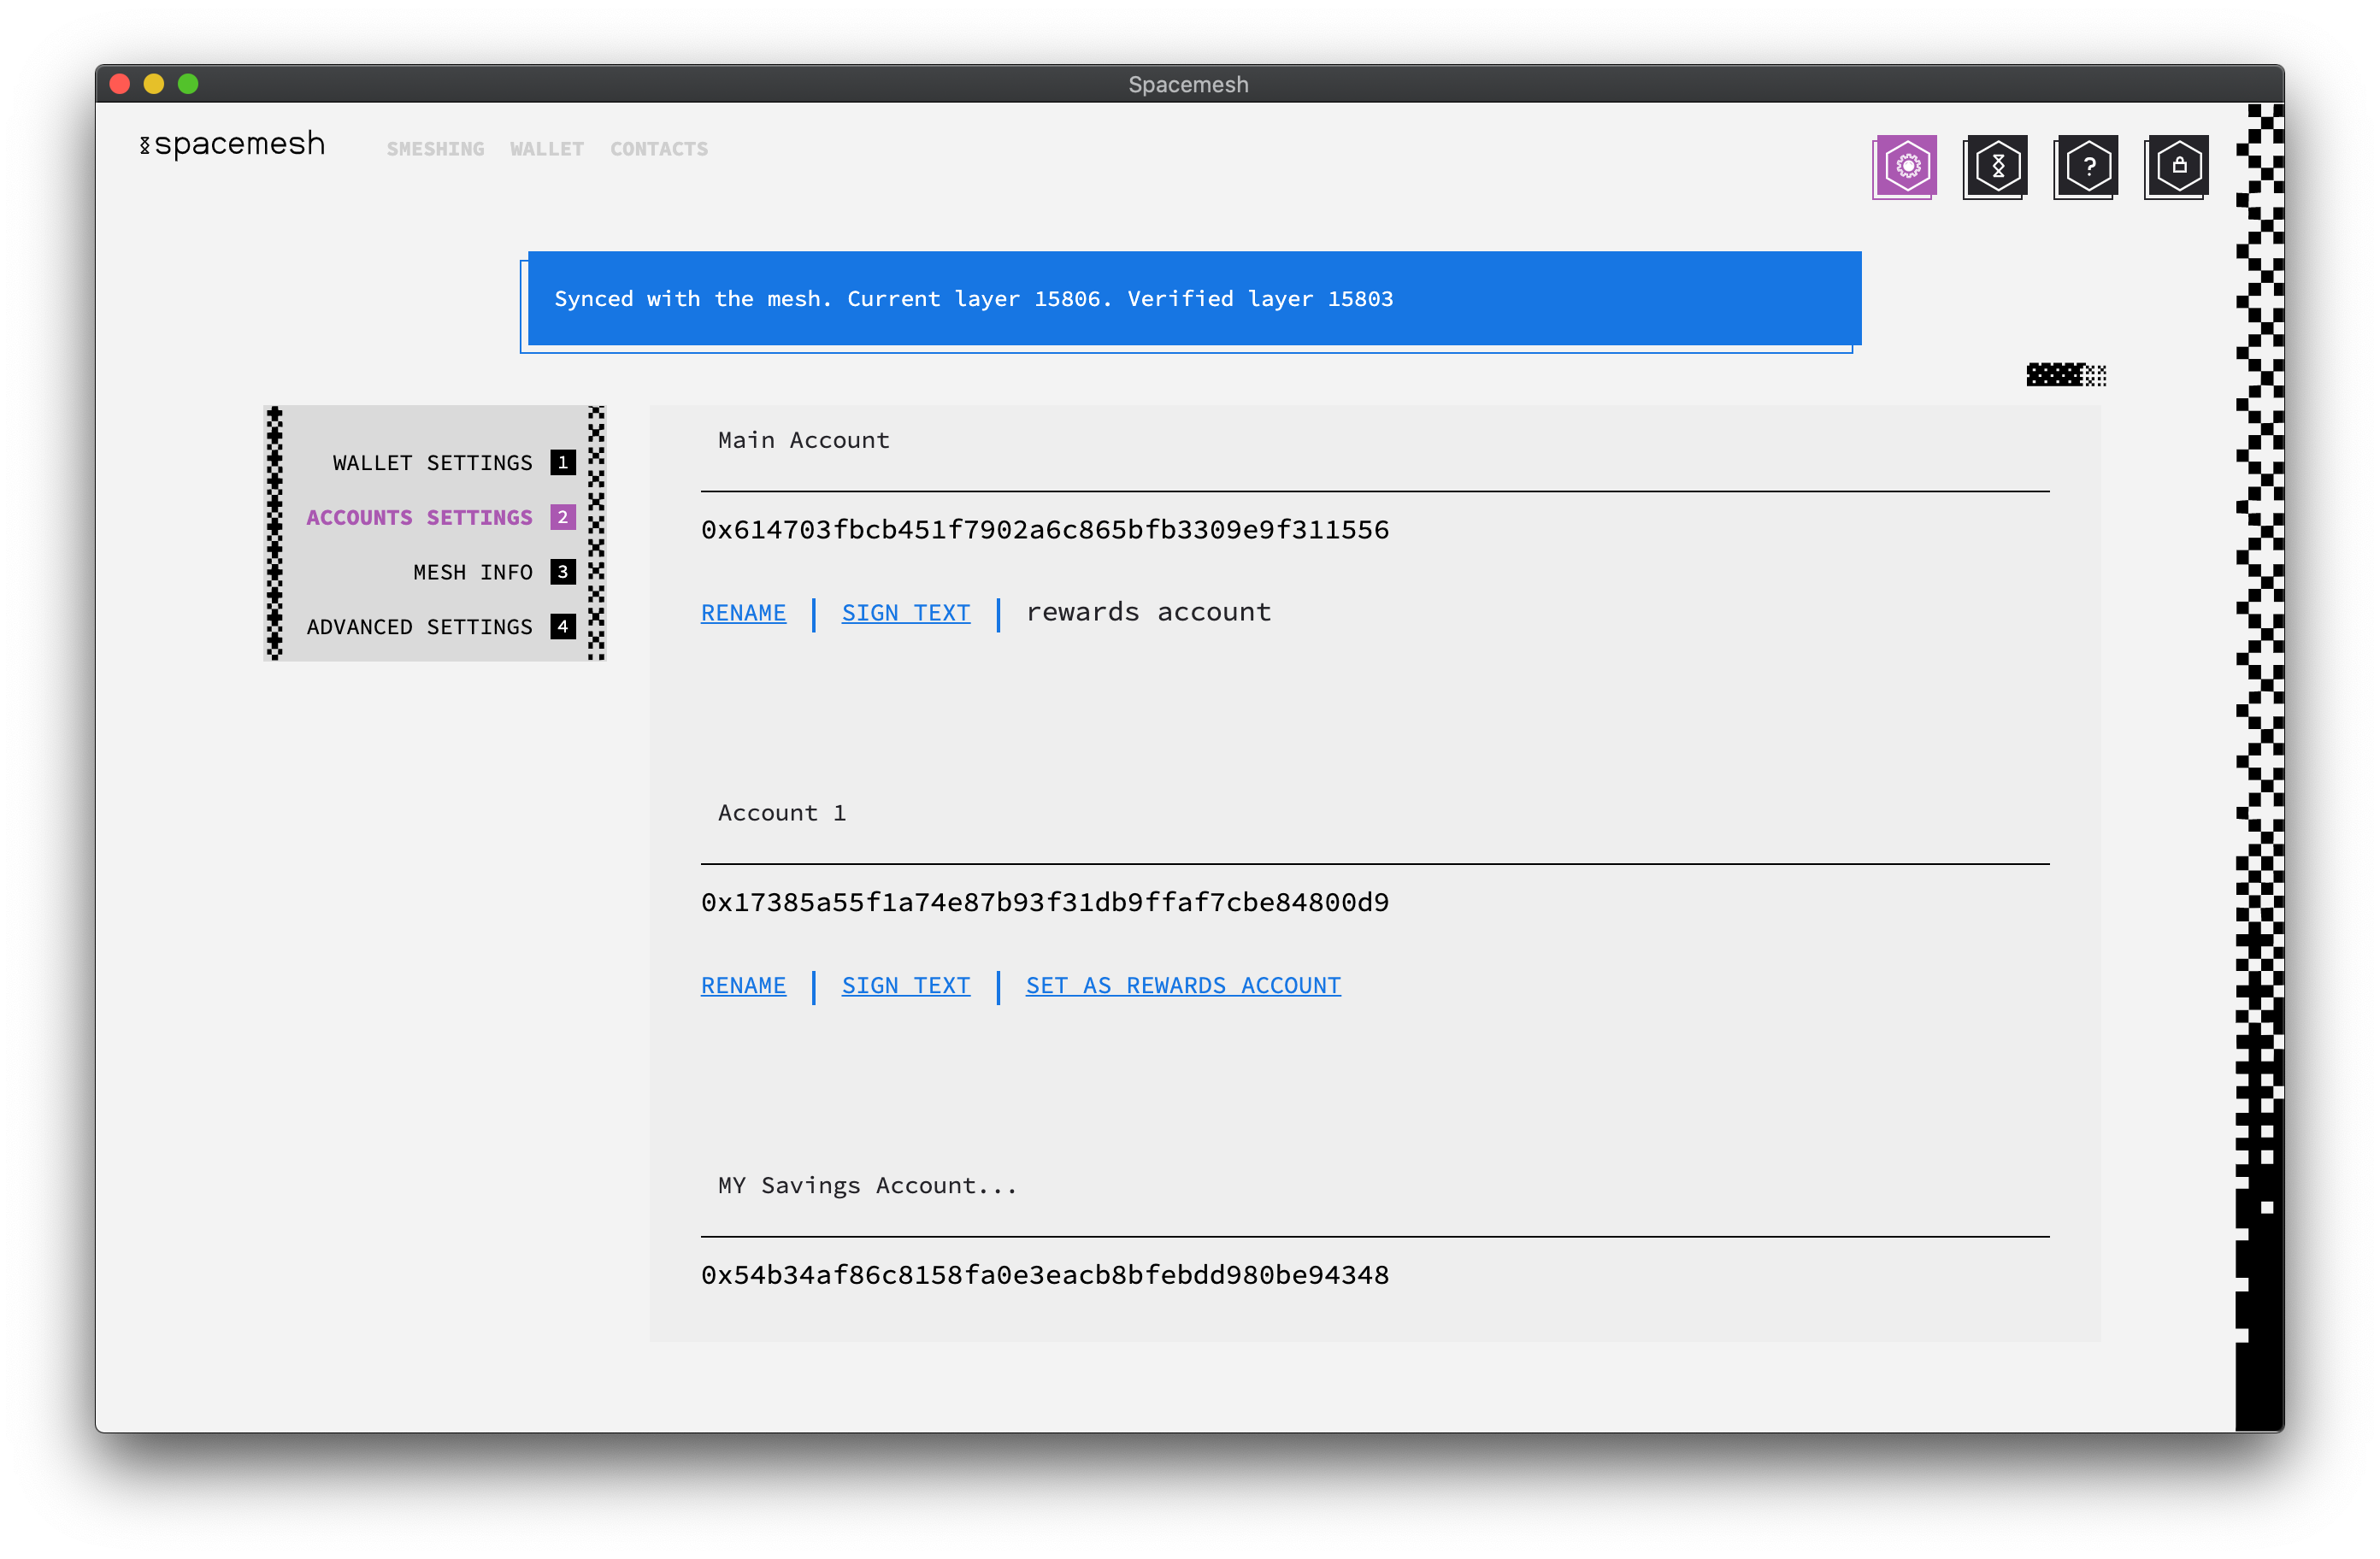 Spacemesh
spacemesh
SMESHING WALLET CONTACTS
?
Synced with the mesh. Current layer 15806. Verified layer 15803
WALLET SETTINGS 1
ACCOUNTS SETTINGS 2
MESH INFO 3
ADVANCED SETTINGS 4
Main Account
0x614703fbcb451f7902a6c865bfb3309e9f311556
RENAME | SIGN TEXT | rewards account
Account 1
0x17385a55f1a74e87b93f31db9ffaf7cbe84800d9
RENAME | SIGN TEXT | SET AS REWARDS ACCOUNT
MY Savings Account...
0x54b34af86c8158fa0e3eacb8bfebdd980be94348